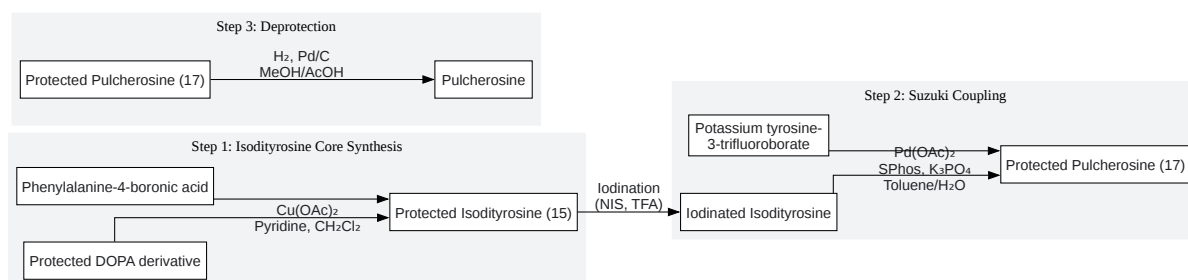 Step 3: Deprotection
Protected Pulcherosine (17)
H₂, Pd/C
MeOH/AcOH
Pulcherosine
Step 1: Isodityrosine Core Synthesis
Phenylalanine-4-boronic acid
Protected DOPA derivative
Cu(OAc)₂
Pyridine, CH₂Cl₂
Protected Isodityrosine (15)
Iodination
(NIS, TFA)
Step 2: Suzuki Coupling
Potassium tyrosine-
3-trifluoroborate
Iodinated Isodityrosine
Pd(OAc)₂
SPhos, K₃PO₄
Toluene/H₂O
Protected Pulcherosine (17)